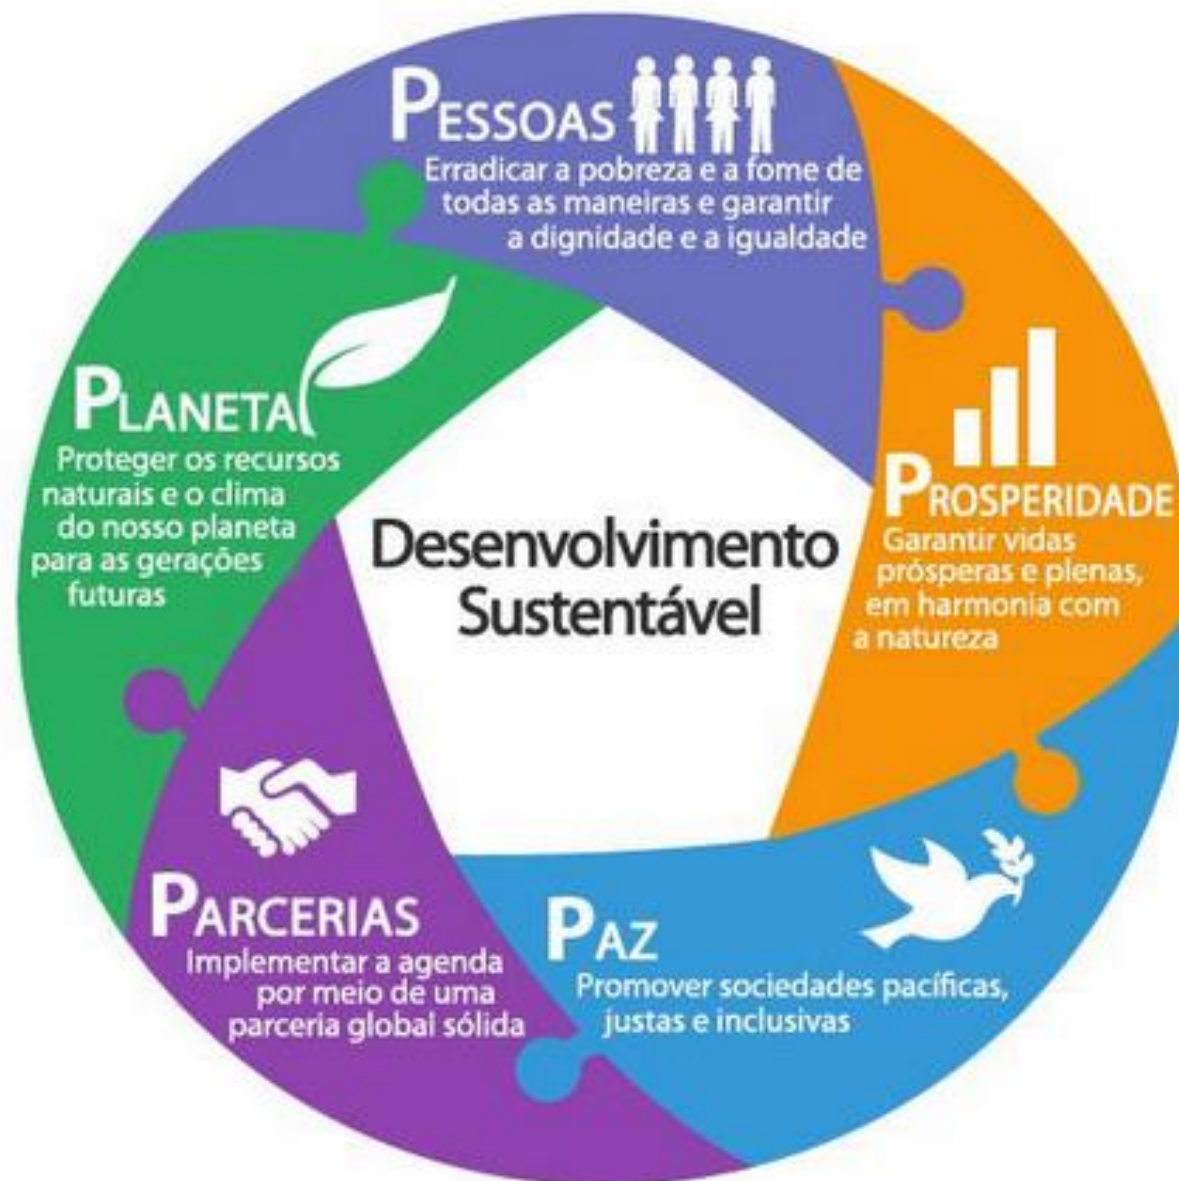 PESSOAS
Erradicar a pobreza e a fome de
todas as maneiras e garantir
a dignidade e a igualdade
PROSPERIDADE
Garantir vidas
prósperas e plenas,
em harmonia com
a natureza
PAZ
Promover sociedades pacíficas,
justas e inclusivas
PARCERIAS
Implementar a agenda
por meio de uma
parceria global sólida
PLANETA
Proteger os recursos
naturais e o clima
do nosso planeta
para as gerações
futuras
Desenvolvimento
Sustentável